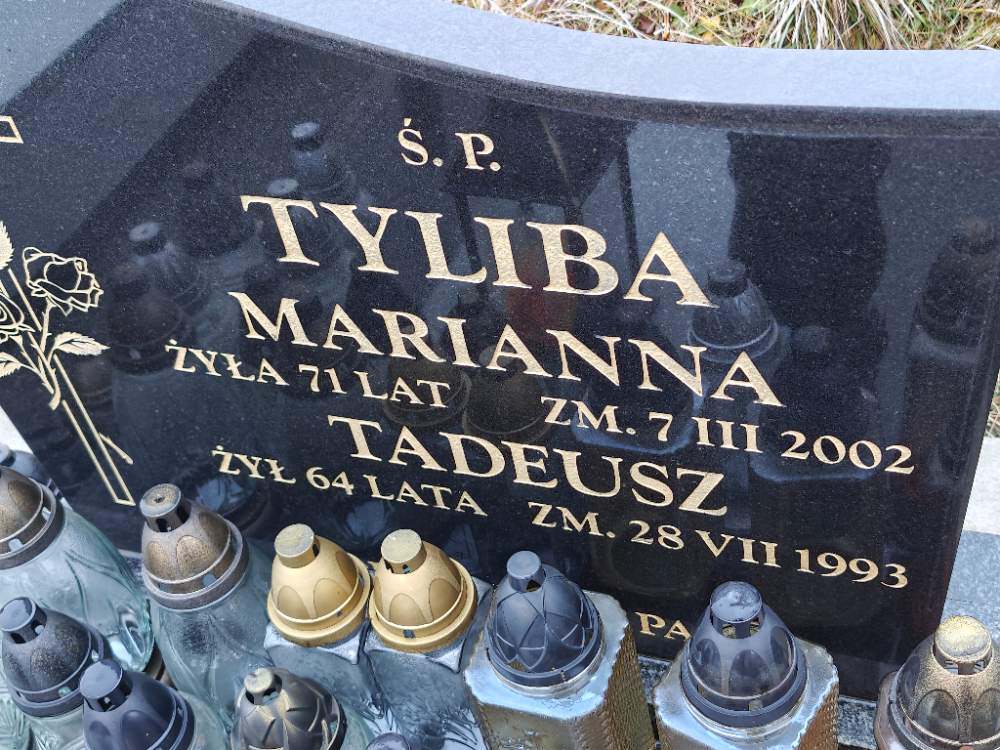 Ś. P.
TYLIBA
MARIANNA
ŻYŁA 71 LAT ZM. 7 III 2002
TADEUSZ
ŻYŁ 64 LATA ZM. 28 VII 1993